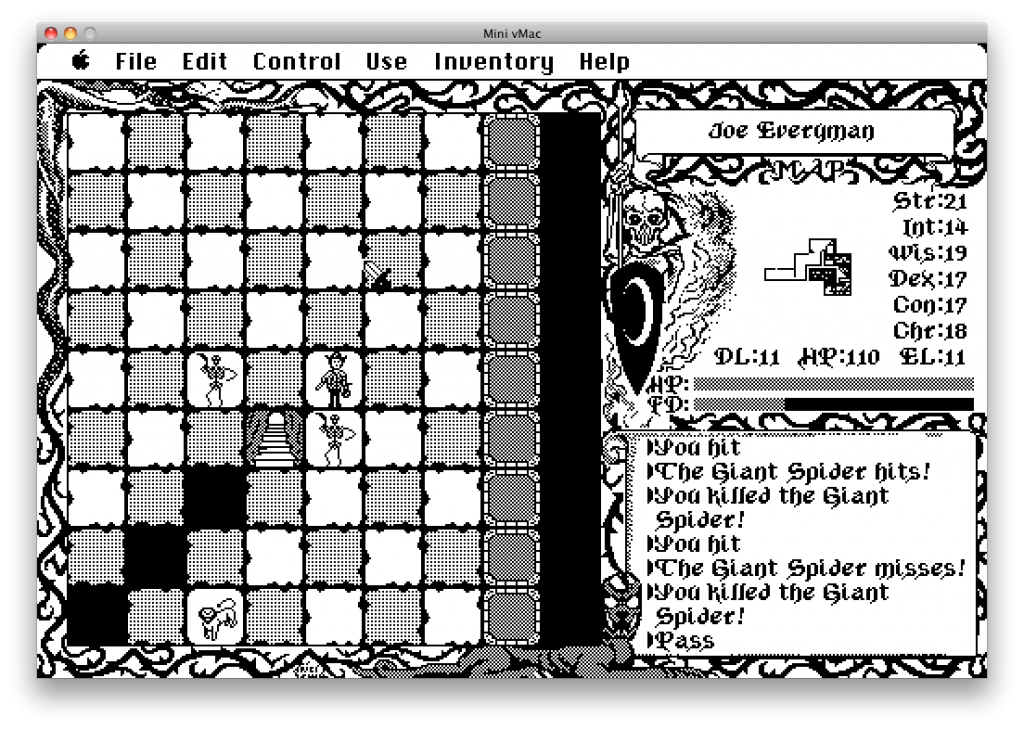 Mini vMac
File Edit Control Use Inventory Help
Joe Everyman
MAP
Str:21
Int:14
Wis:19
Dex:17
Con:17
Chr:18
DL:11 HP:110 EL:11
HP:
FD:
You hit
The Giant Spider hits!
You killed the Giant
Spider!
You hit
The Giant Spider misses!
You killed the Giant
Spider!
Pass